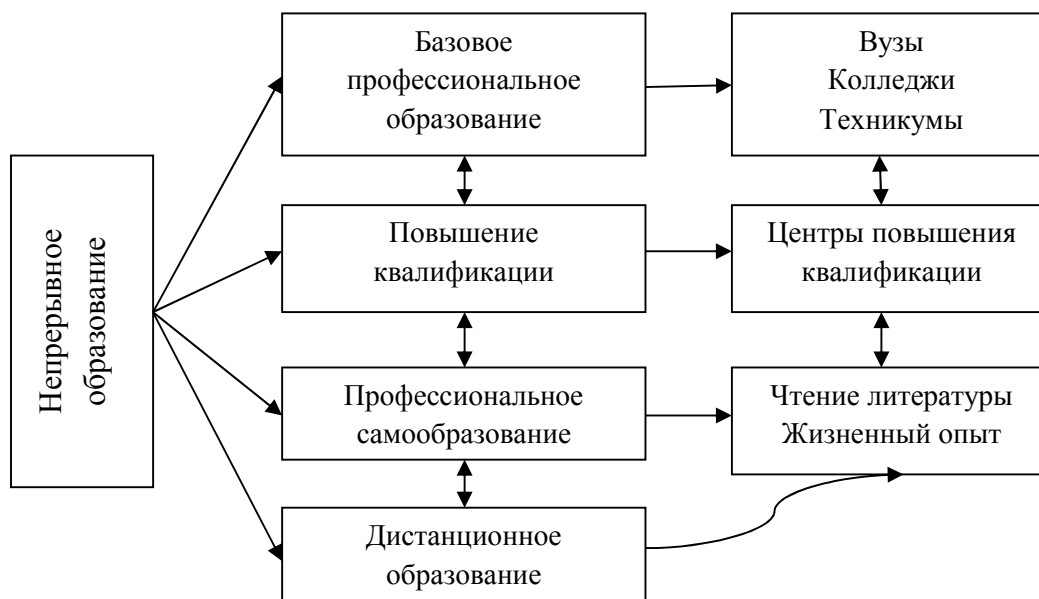 Непрерывное
образование
Базовое
профессиональное
образование
Вузы
Колледжи
Техникумы
Повышение
квалификации
Центры повышения
квалификации
Профессиональное
самообразование
Чтение литературы
Жизненный опыт
Дистанционное
образование